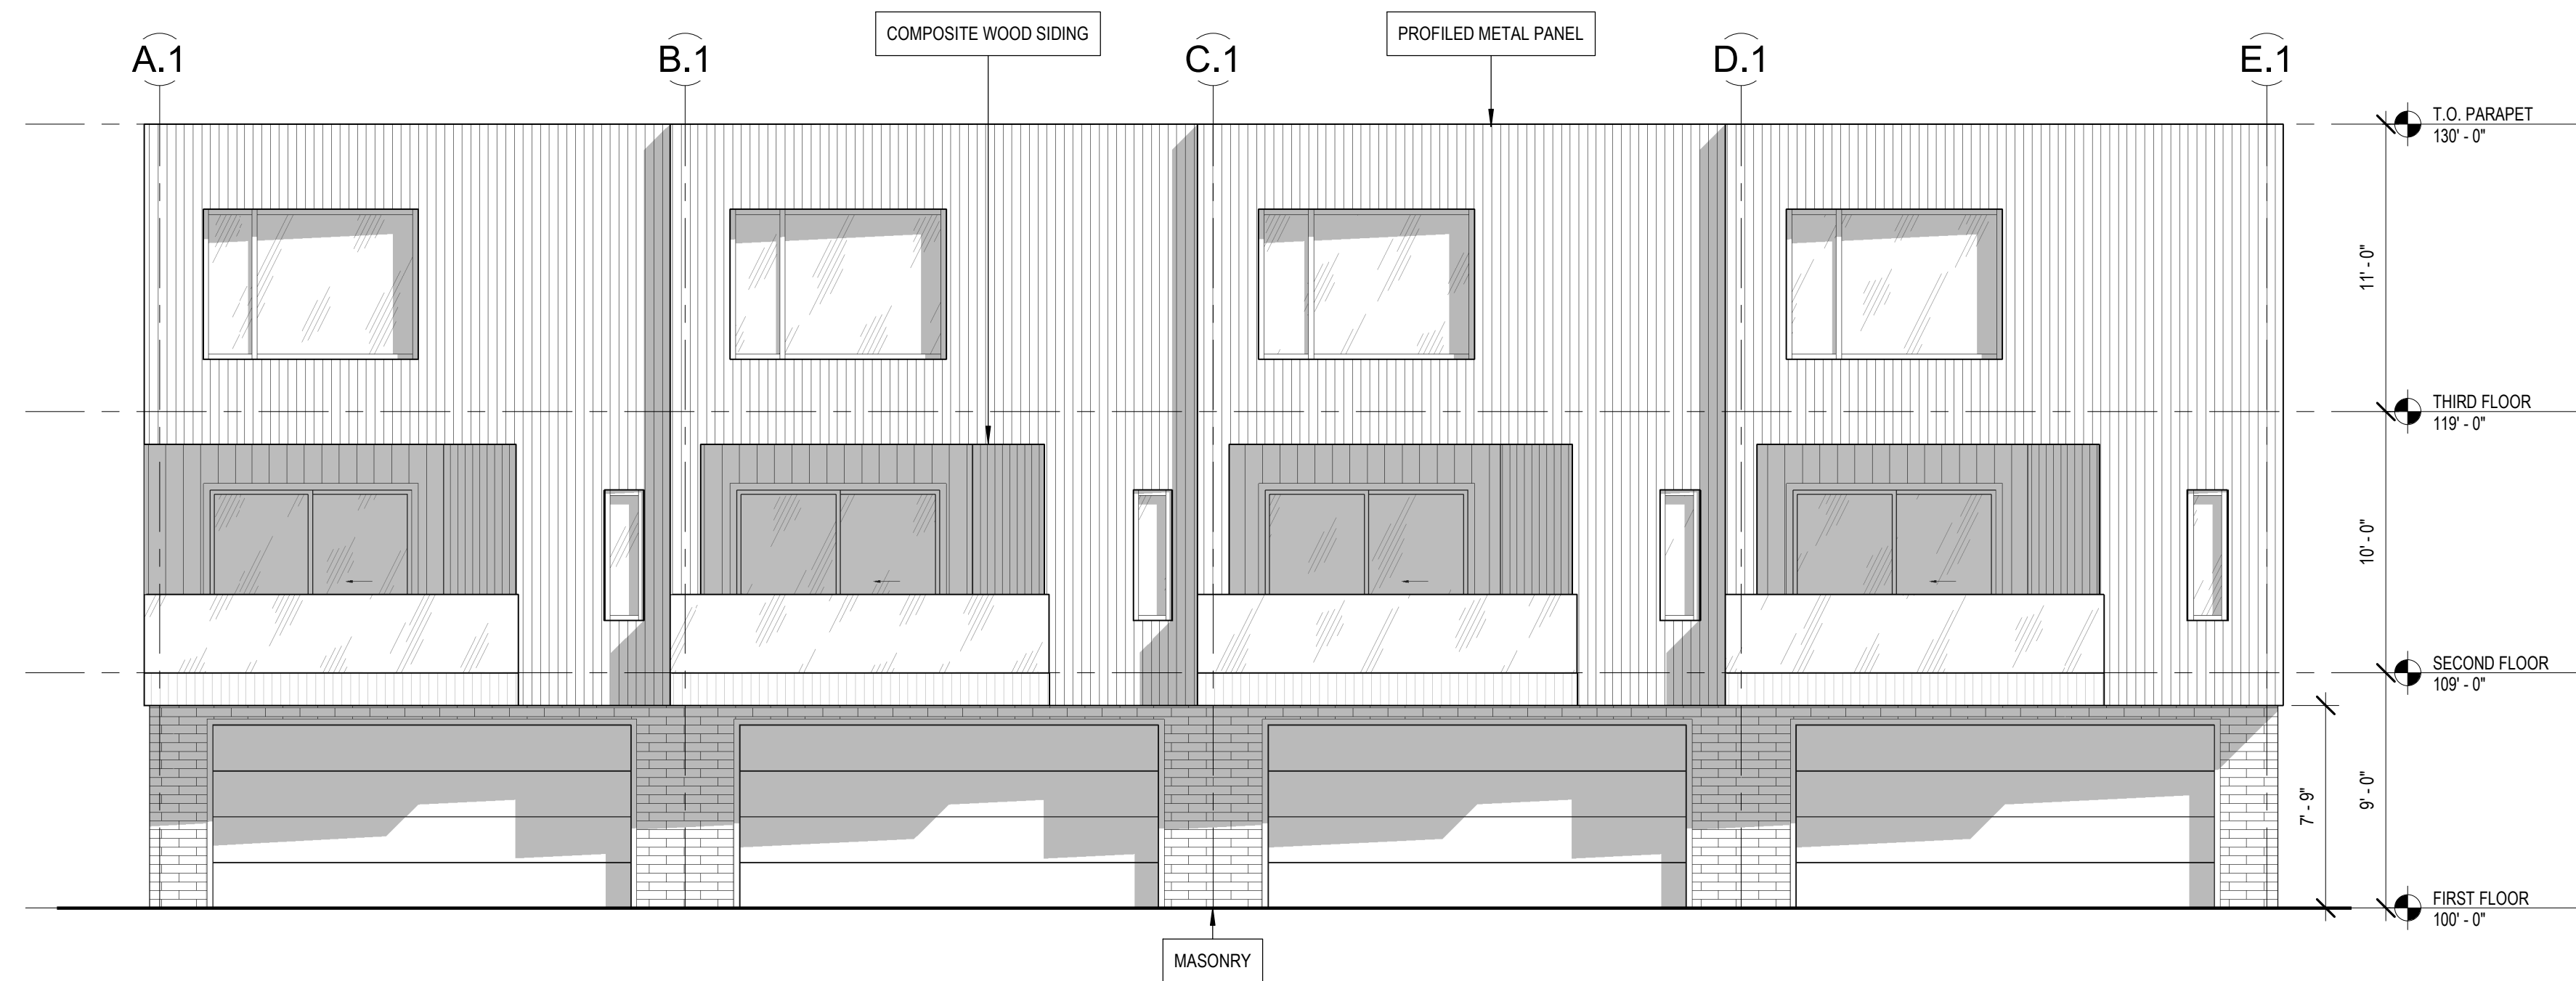 COMPOSITE WOOD SIDING
PROFILED METAL PANEL
A.1
B.1
C.1
D.1
E.1
T.O. PARAPET
130' - 0"
11' - 0"
THIRD FLOOR
119' - 0"
10' - 0"
SECOND FLOOR
109' - 0"
7' - 9"
9' - 0"
FIRST FLOOR
100' - 0"
MASONRY